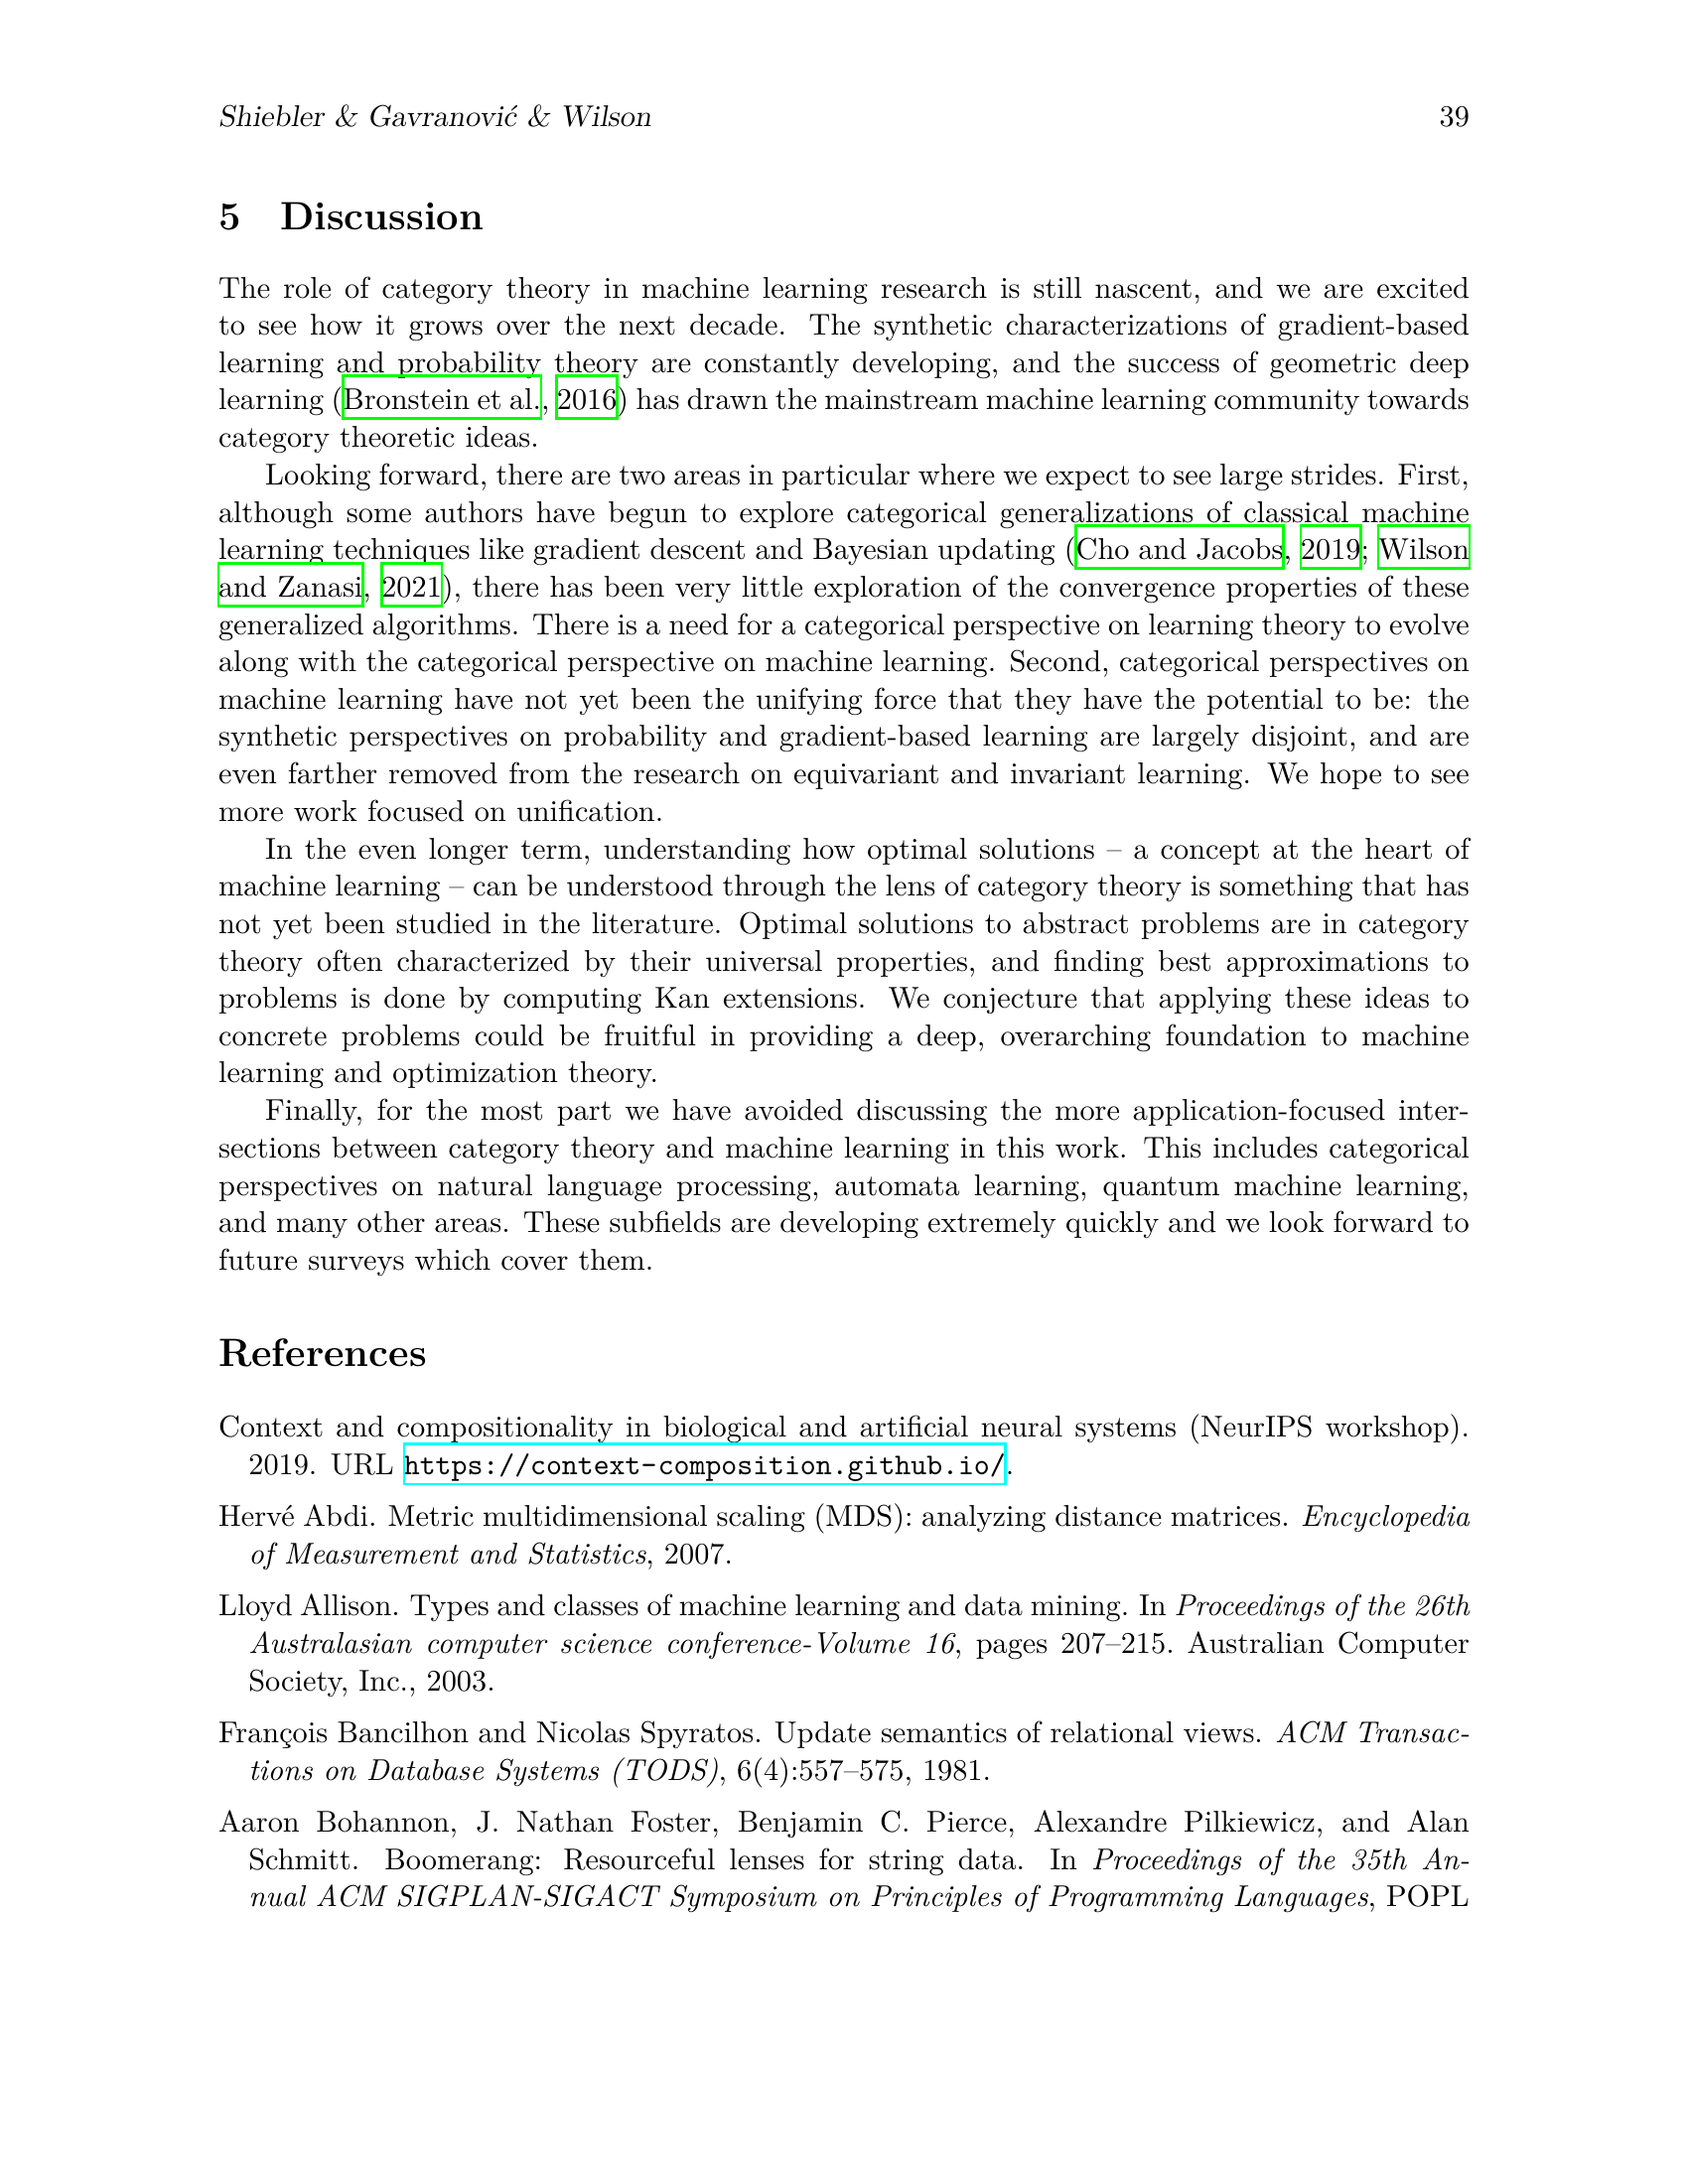 Shiebler & Gavranović & Wilson 39
5 Discussion
The role of category theory in machine learning research is still nascent, and we are excited
to see how it grows over the next decade. The synthetic characterizations of gradient-based
learning and probability theory are constantly developing, and the success of geometric deep
learning (Bronstein et al., 2016) has drawn the mainstream machine learning community towards
category theoretic ideas.
Looking forward, there are two areas in particular where we expect to see large strides. First,
although some authors have begun to explore categorical generalizations of classical machine
learning techniques like gradient descent and Bayesian updating (Cho and Jacobs, 2019; Wilson
and Zanasi, 2021), there has been very little exploration of the convergence properties of these
generalized algorithms. There is a need for a categorical perspective on learning theory to evolve
along with the categorical perspective on machine learning. Second, categorical perspectives on
machine learning have not yet been the unifying force that they have the potential to be: the
synthetic perspectives on probability and gradient-based learning are largely disjoint, and are
even farther removed from the research on equivariant and invariant learning. We hope to see
more work focused on unification.
In the even longer term, understanding how optimal solutions – a concept at the heart of
machine learning – can be understood through the lens of category theory is something that has
not yet been studied in the literature. Optimal solutions to abstract problems are in category
theory often characterized by their universal properties, and finding best approximations to
problems is done by computing Kan extensions. We conjecture that applying these ideas to
concrete problems could be fruitful in providing a deep, overarching foundation to machine
learning and optimization theory.
Finally, for the most part we have avoided discussing the more application-focused inter-
sections between category theory and machine learning in this work. This includes categorical
perspectives on natural language processing, automata learning, quantum machine learning,
and many other areas. These subfields are developing extremely quickly and we look forward to
future surveys which cover them.
References
Context and compositionality in biological and artificial neural systems (NeurIPS workshop).
2019. URL https://context-composition.github.io/.
Hervé Abdi. Metric multidimensional scaling (MDS): analyzing distance matrices. Encyclopedia
of Measurement and Statistics, 2007.
Lloyd Allison. Types and classes of machine learning and data mining. In Proceedings of the 26th
Australasian computer science conference-Volume 16, pages 207–215. Australian Computer
Society, Inc., 2003.
François Bancilhon and Nicolas Spyratos. Update semantics of relational views. ACM Transac-
tions on Database Systems (TODS), 6(4):557–575, 1981.
Aaron Bohannon, J. Nathan Foster, Benjamin C. Pierce, Alexandre Pilkiewicz, and Alan
Schmitt. Boomerang: Resourceful lenses for string data. In Proceedings of the 35th An-
nual ACM SIGPLAN-SIGACT Symposium on Principles of Programming Languages, POPL